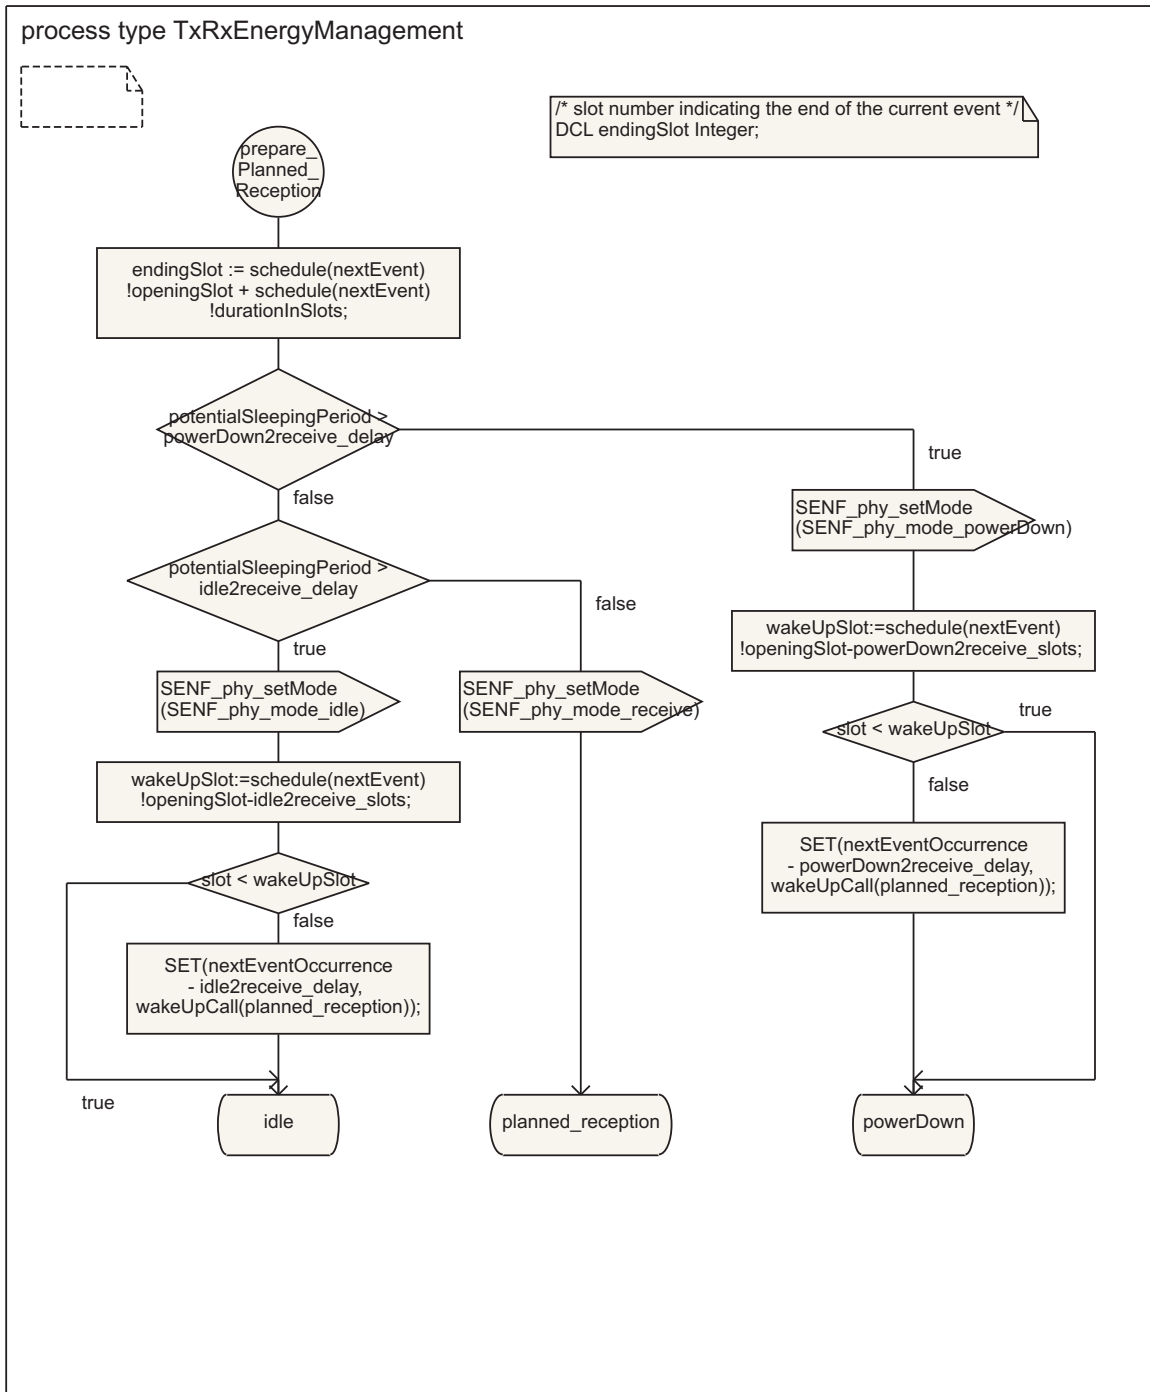 process type TxRxEnergyManagement
/* slot number indicating the end of the current event */
DCL endingSlot Integer;
prepare_
Planned_
Reception
endingSlot := schedule(nextEvent)
!openingSlot + schedule(nextEvent)
!durationInSlots;
potentialSleepingPeriod >
powerDown2receive_delay
true
false
SENF_phy_setMode
(SENF_phy_mode_powerDown)
potentialSleepingPeriod >
idle2receive_delay
false
true
wakeUpSlot:=schedule(nextEvent)
!openingSlot-powerDown2receive_slots;
SENF_phy_setMode
(SENF_phy_mode_idle)
SENF_phy_setMode
(SENF_phy_mode_receive)
slot < wakeUpSlot
true
false
wakeUpSlot:=schedule(nextEvent)
!openingSlot-idle2receive_slots;
SET(nextEventOccurrence
- powerDown2receive_delay,
wakeUpCall(planned_reception));
slot < wakeUpSlot
false
SET(nextEventOccurrence
- idle2receive_delay,
wakeUpCall(planned_reception));
true
idle
planned_reception
powerDown